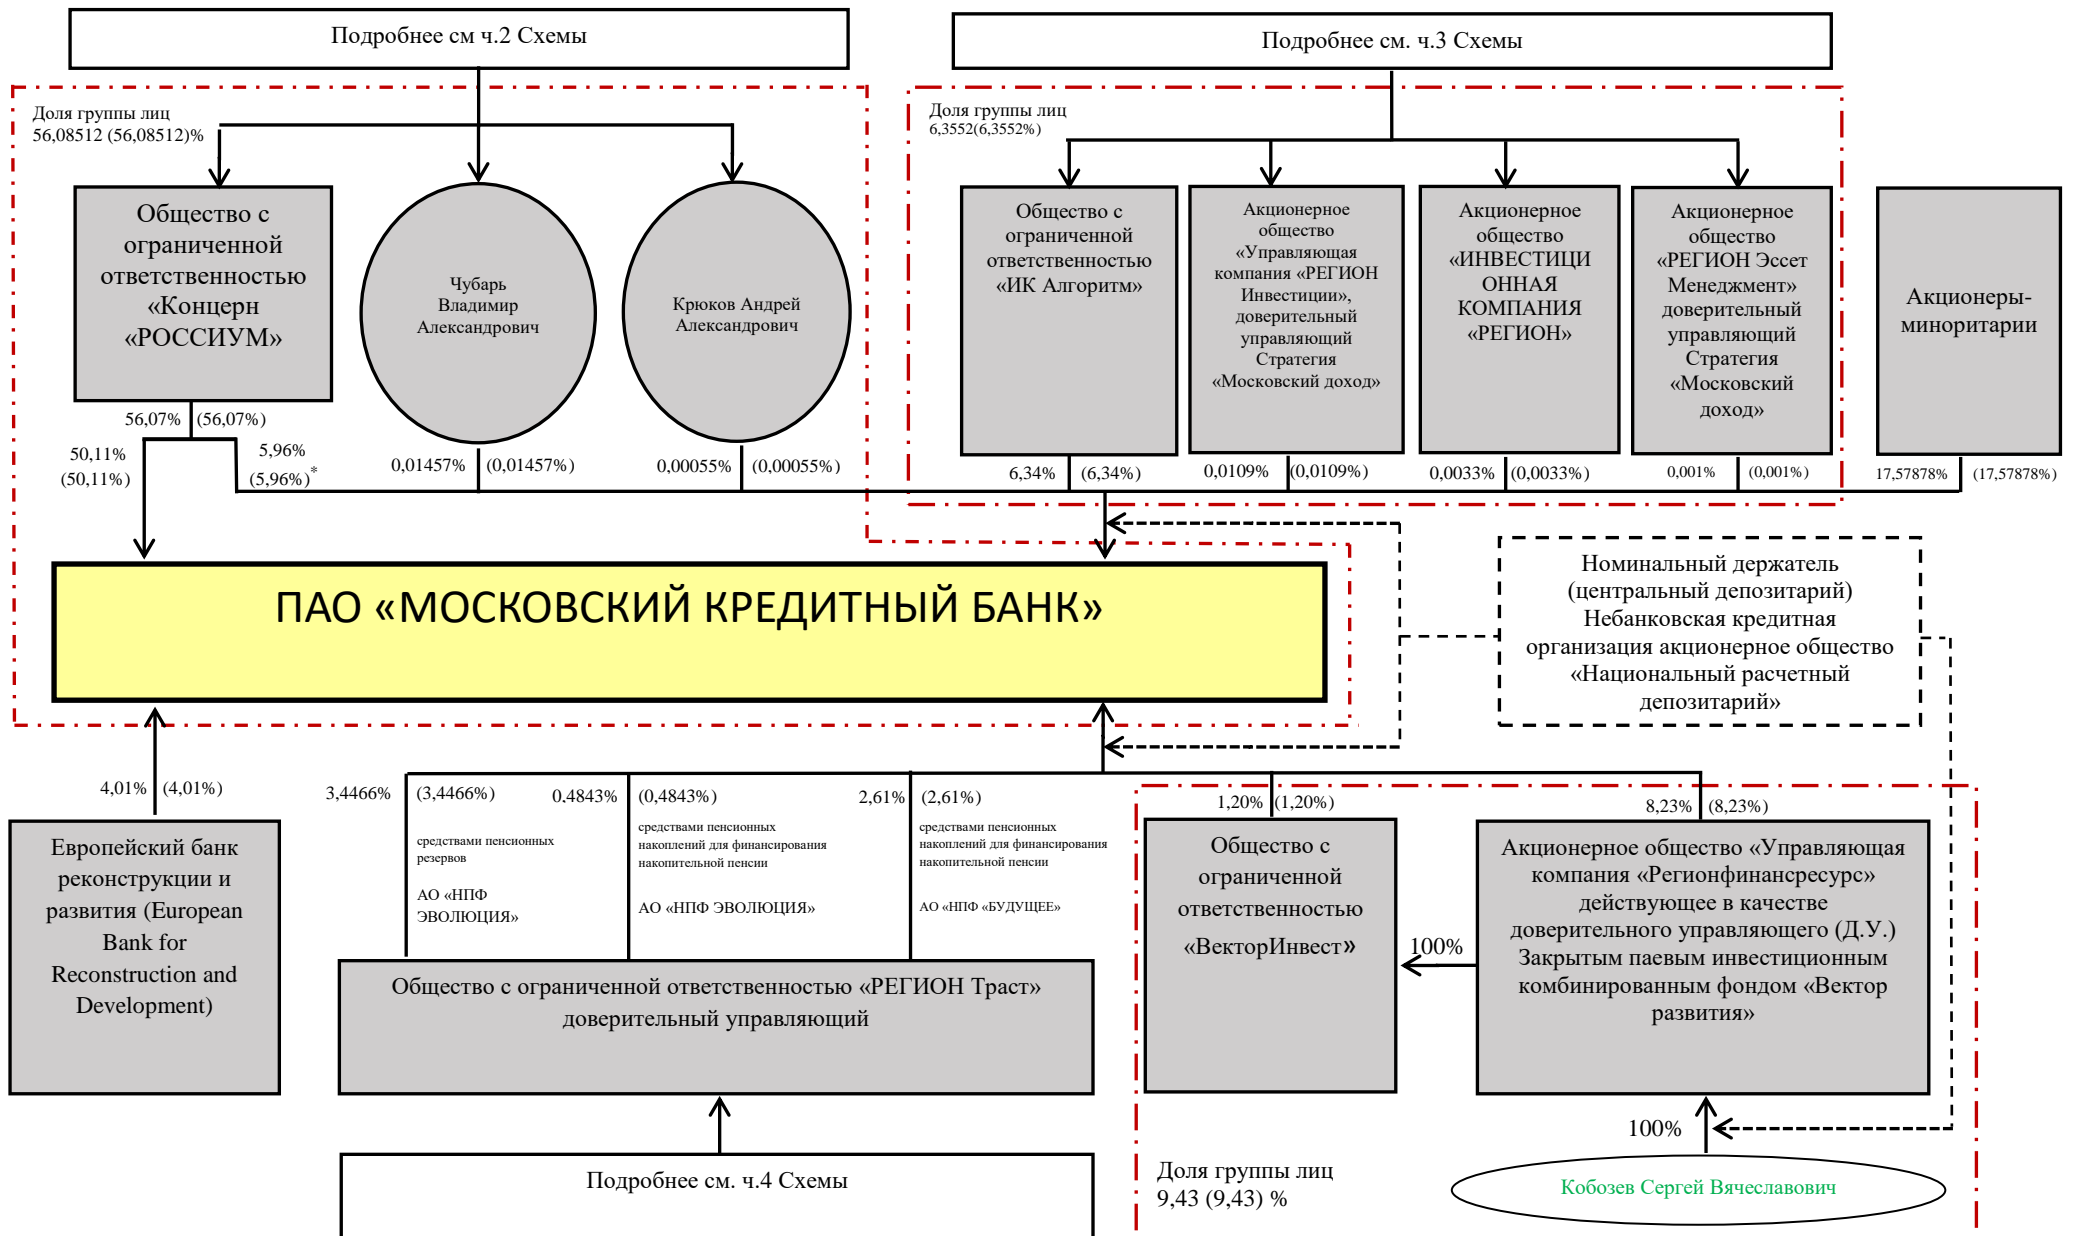 Подробнее см ч.2 Схемы
Подробнее см. ч.3 Схемы
Доля группы лиц
56,08512 (56,08512)%
Доля группы лиц
6,3552(6,3552%)
Общество с
ограниченной
ответственностью
«Концерн
«РОССИУМ»
Чубарь
Владимир
Александрович
Крюков Андрей
Александрович
Общество с
ограниченной
ответственностью
«ИК Алгоритм»
Акционерное
общество
«Управляющая
компания «РЕГИОН
Инвестиции»,
доверительный
управляющий
Стратегия
«Московский доход»
Акционерное
общество
«ИНВЕСТИЦИ
ОННАЯ
КОМПАНИЯ
«РЕГИОН»
Акционерное
общество
«РЕГИОН Эссет
Менеджмент»
доверительный
управляющий
Стратегия
«Московский
доход»
Акционеры-
миноритарии
56,07% (56,07%)
50,11%
(50,11%)
5,96%
(5,96%)*
0,01457% (0,01457%)
0,00055% (0,00055%)
6,34% (6,34%)
0,0109% (0,0109%)
0,0033% (0,0033%)
0,001% (0,001%)
17,57878% (17,57878%)
ПАО «МОСКОВСКИЙ КРЕДИТНЫЙ БАНК»
Номинальный держатель
(центральный депозитарий)
Небанковская кредитная
организация акционерное общество
«Национальный расчетный
депозитарий»
4,01% (4,01%)
3,4466% (3,4466%)
0,4843% (0,4843%)
2,61% (2,61%)
1,20% (1,20%)
8,23% (8,23%)
Европейский банк
реконструкции и
развития (European
Bank for
Reconstruction and
Development)
средствами пенсионных
резервов
АО «НПФ
ЭВОЛЮЦИЯ»
средствами пенсионных
накоплений для финансирования
накопительной пенсии
АО «НПФ ЭВОЛЮЦИЯ»
средствами пенсионных
накоплений для финансирования
накопительной пенсии
АО «НПФ «БУДУЩЕЕ»
Общество с ограниченной ответственностью «РЕГИОН Траст»
доверительный управляющий
Общество с
ограниченной
ответственностью
«ВекторИнвест»
100%
Акционерное общество «Управляющая
компания «Регионфинансресурс»
действующее в качестве
доверительного управляющего (Д.У.)
Закрытым паевым инвестиционным
комбинированным фондом «Вектор
развития»
100%
Подробнее см. ч.4 Схемы
Доля группы лиц
9,43 (9,43) %
Кобозев Сергей Вячеславович